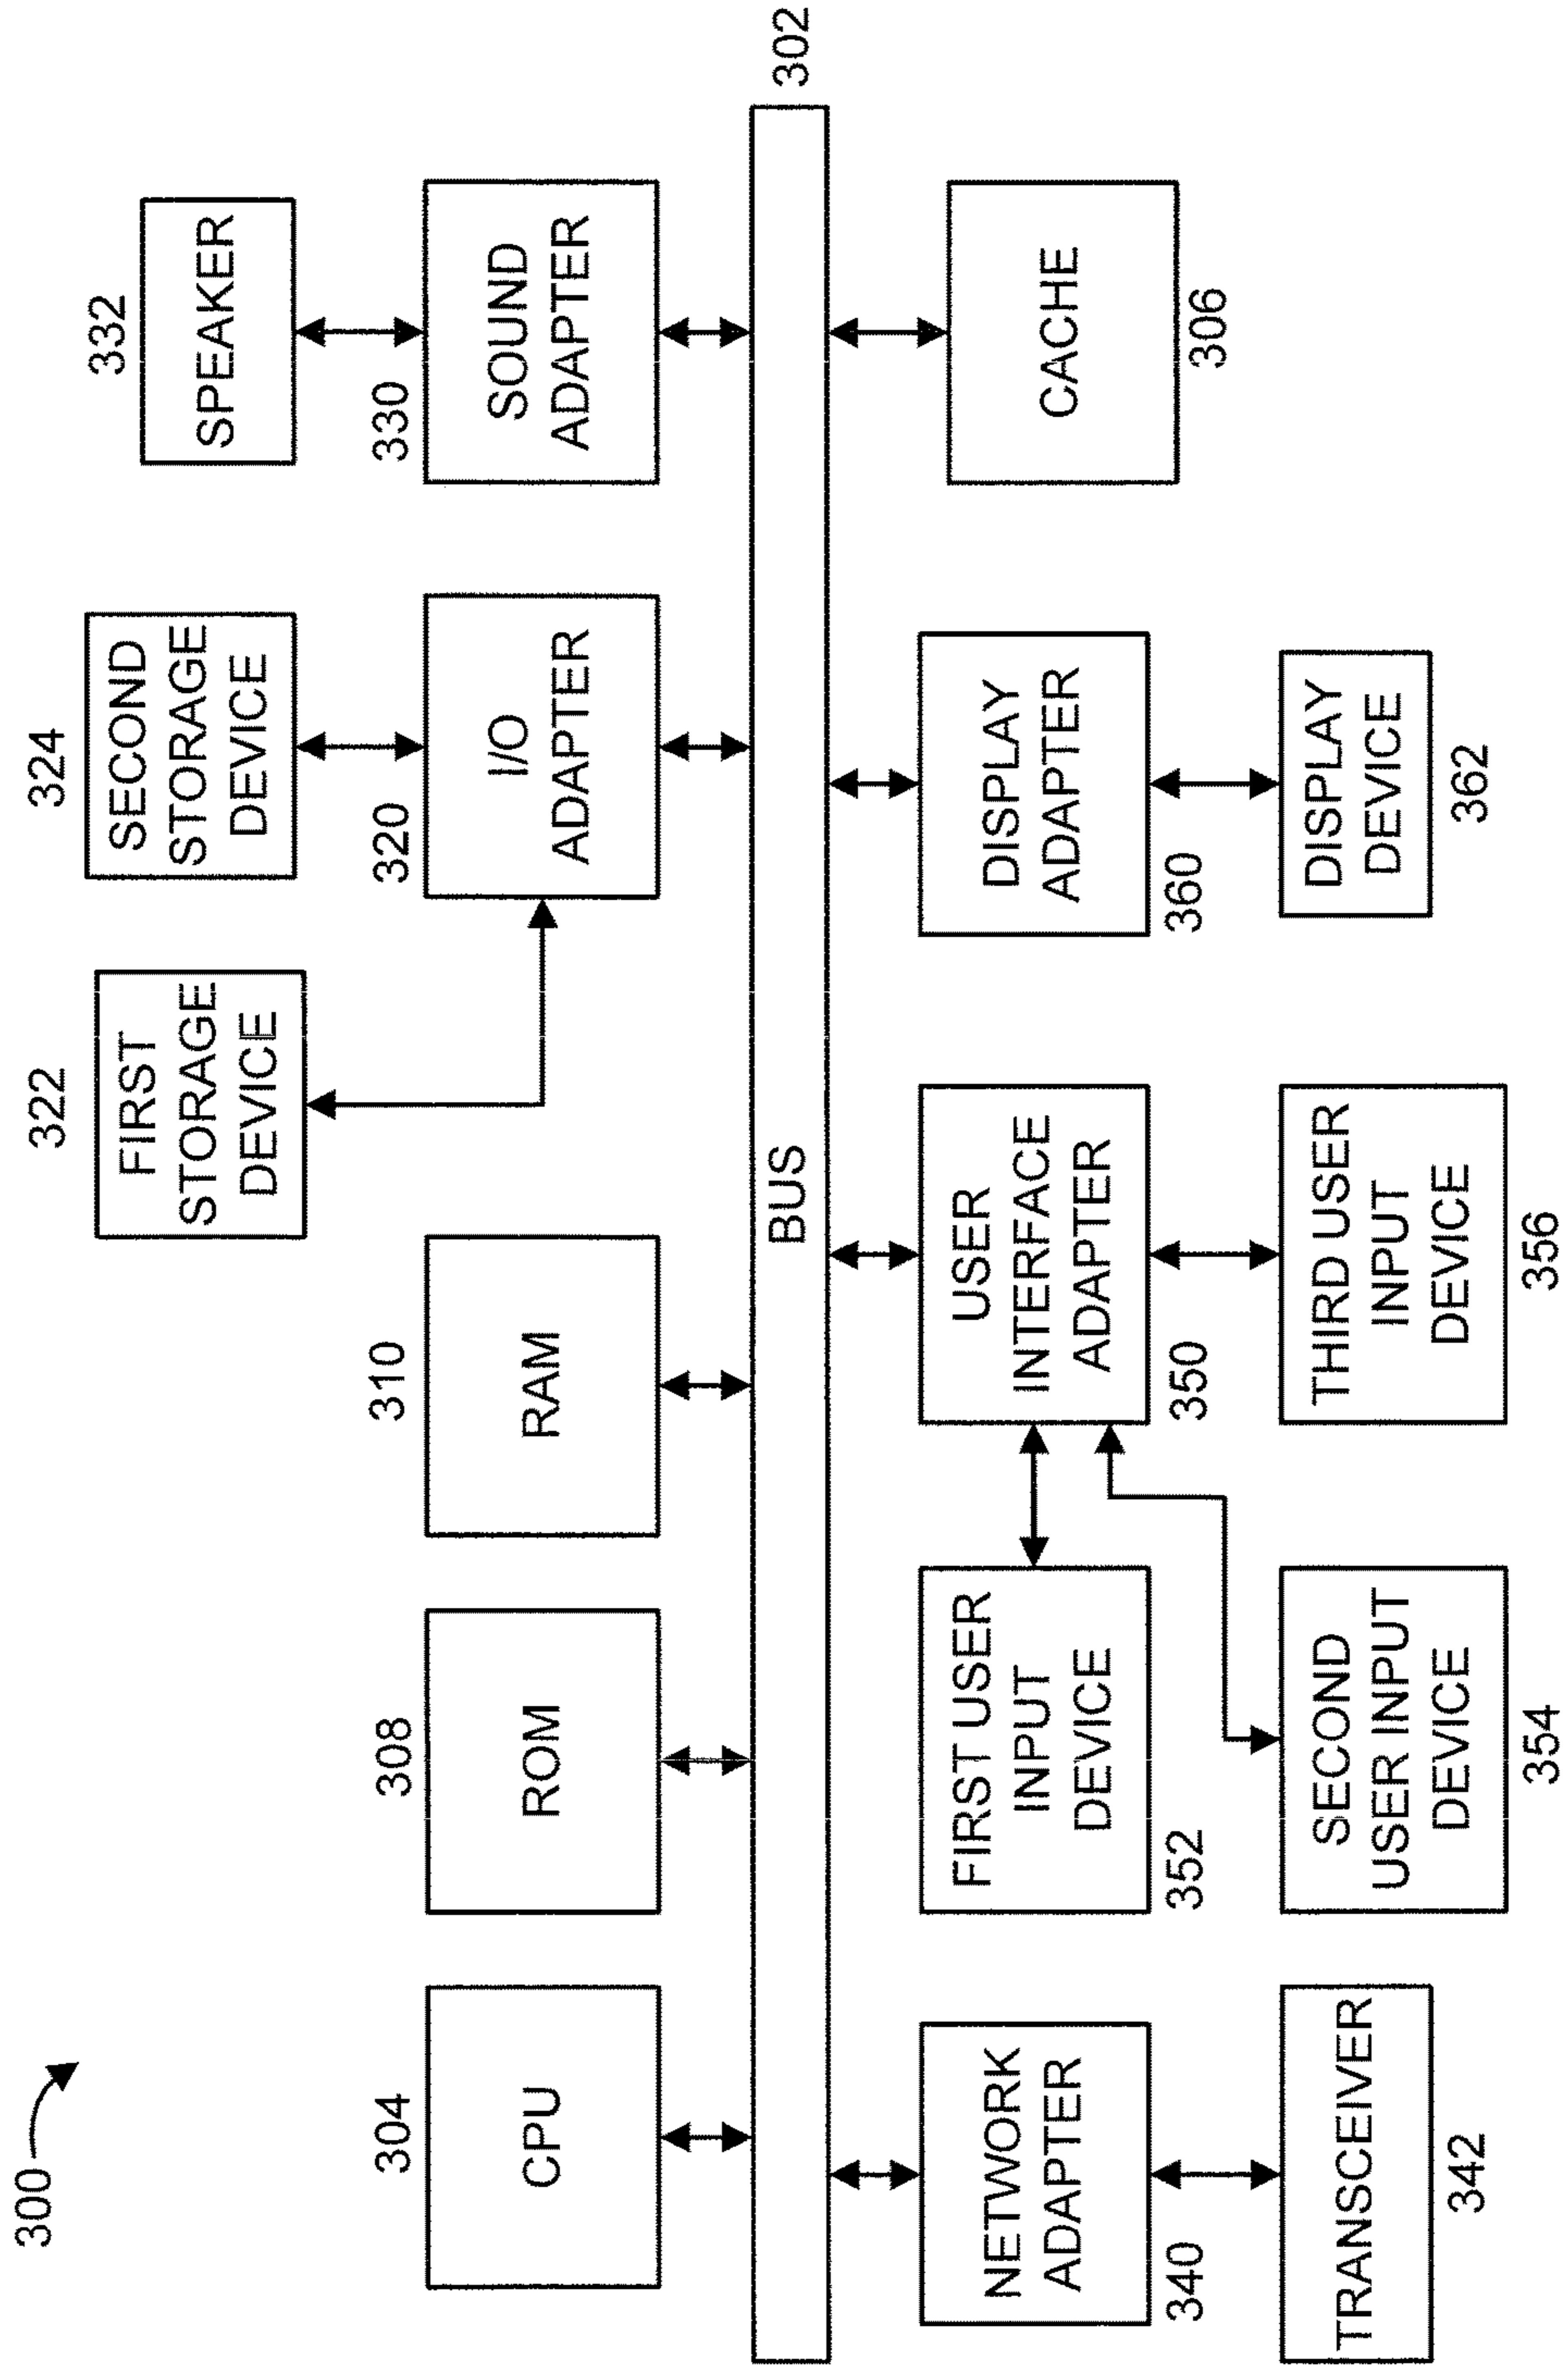 300
304
CPU
308
ROM
310
RAM
322
FIRST
STORAGE
DEVICE
324
SECOND
STORAGE
DEVICE
320
I/O
ADAPTER
332
SPEAKER
330
SOUND
ADAPTER
BUS
302
NETWORK
ADAPTER
340
TRANSCEIVER
342
FIRST USER
INPUT
DEVICE
352
SECOND
USER INPUT
DEVICE
354
USER
INTERFACE
ADAPTER
350
THIRD USER
INPUT
DEVICE
356
DISPLAY
ADAPTER
360
DISPLAY
DEVICE
362
CACHE
306